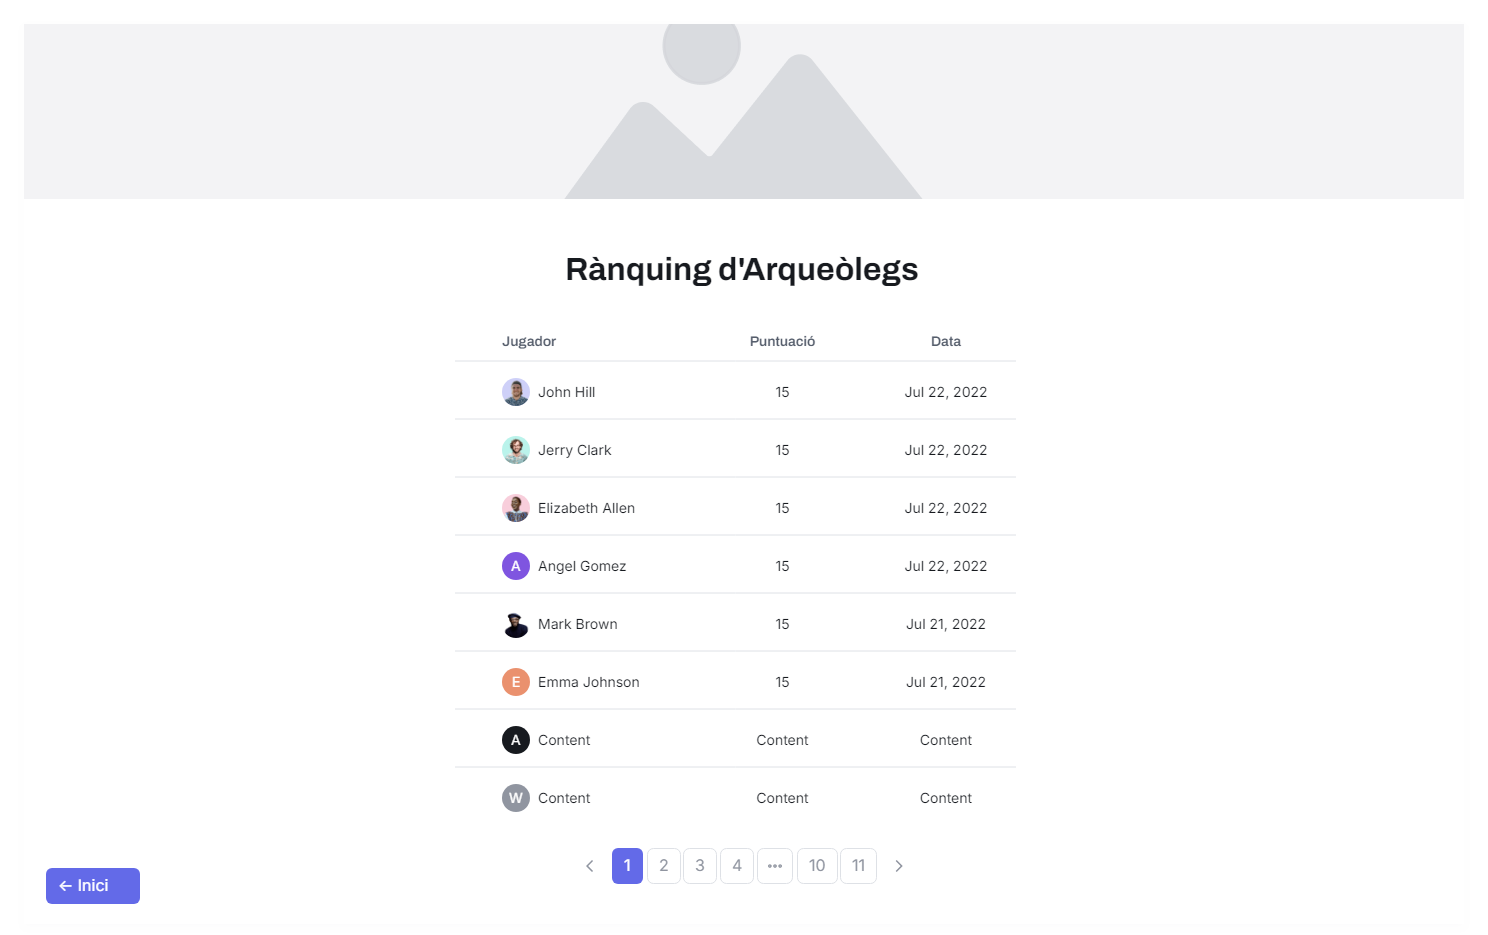 Rànquing d'Arqueòlegs
Jugador Puntuació Data
John Hill 15 Jul 22, 2022
Jerry Clark 15 Jul 22, 2022
Elizabeth Allen 15 Jul 22, 2022
A Angel Gomez 15 Jul 22, 2022
Mark Brown 15 Jul 21, 2022
E Emma Johnson 15 Jul 21, 2022
A Content Content Content
W Content Content Content
1 2 3 4 ••• 10 11
← Inici